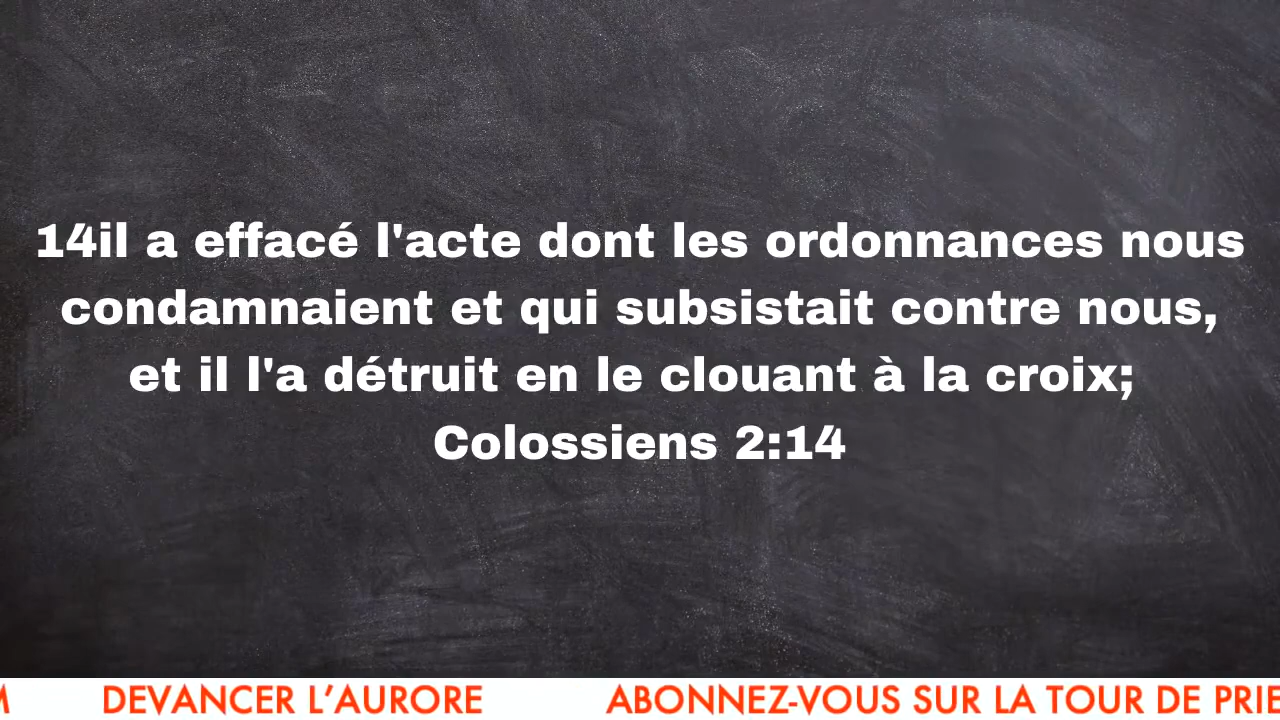 14il a effacé l'acte dont les ordonnances nous
condamnaient et qui subsistait contre nous,
et il l'a détruit en le clouant à la croix;
Colossiens 2:14
DEVANCER L’AURORE ABONNEZ-VOUS SUR LA TOUR DE